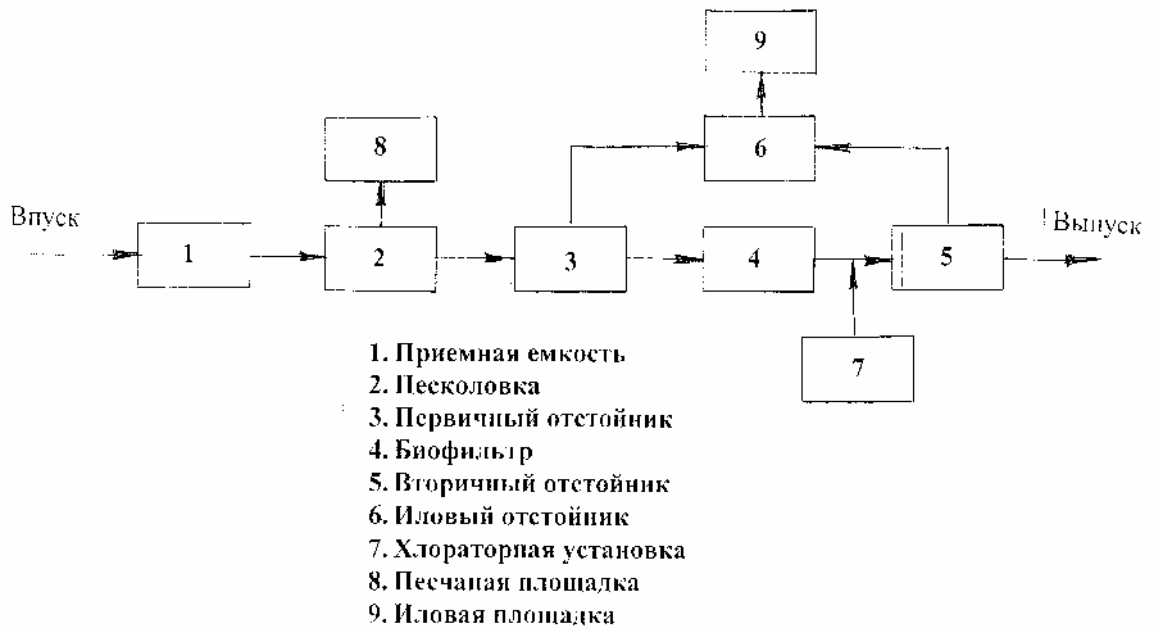 9
8
6
Впуск
Выпуск
1
2
3
4
5
7
1. Приемная емкость
2. Песколовка
3. Первичный отстойник
4. Биофильтр
5. Вторичный отстойник
6. Иловый отстойник
7. Хлораторная установка
8. Песчаная площадка
9. Иловая площадка